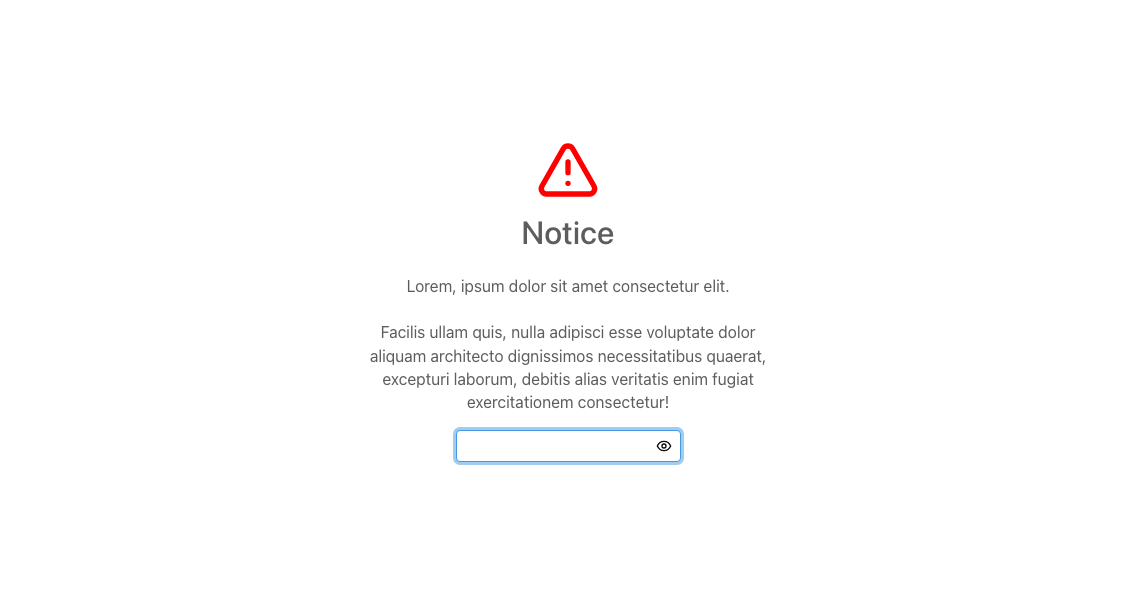 Notice
Lorem, ipsum dolor sit amet consectetur elit.
Facilis ullam quis, nulla adipisci esse voluptate dolor
aliquam architecto dignissimos necessitatibus quaerat,
excepturi laborum, debitis alias veritatis enim fugiat
exercitationem consectetur!